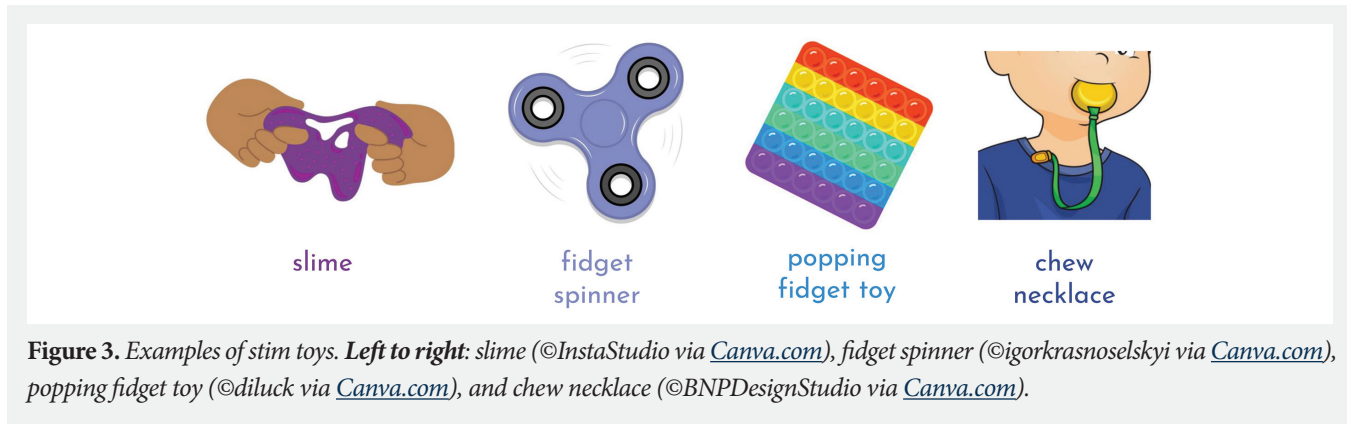 slime
fidget
spinner
popping
fidget toy
chew
necklace
Figure 3. Examples of stim toys. Left to right: slime (©InstaStudio via Canva.com), fidget spinner (©igorkrasnoselskyi via Canva.com),
popping fidget toy (©diluck via Canva.com), and chew necklace (©BNPDesignStudio via Canva.com).